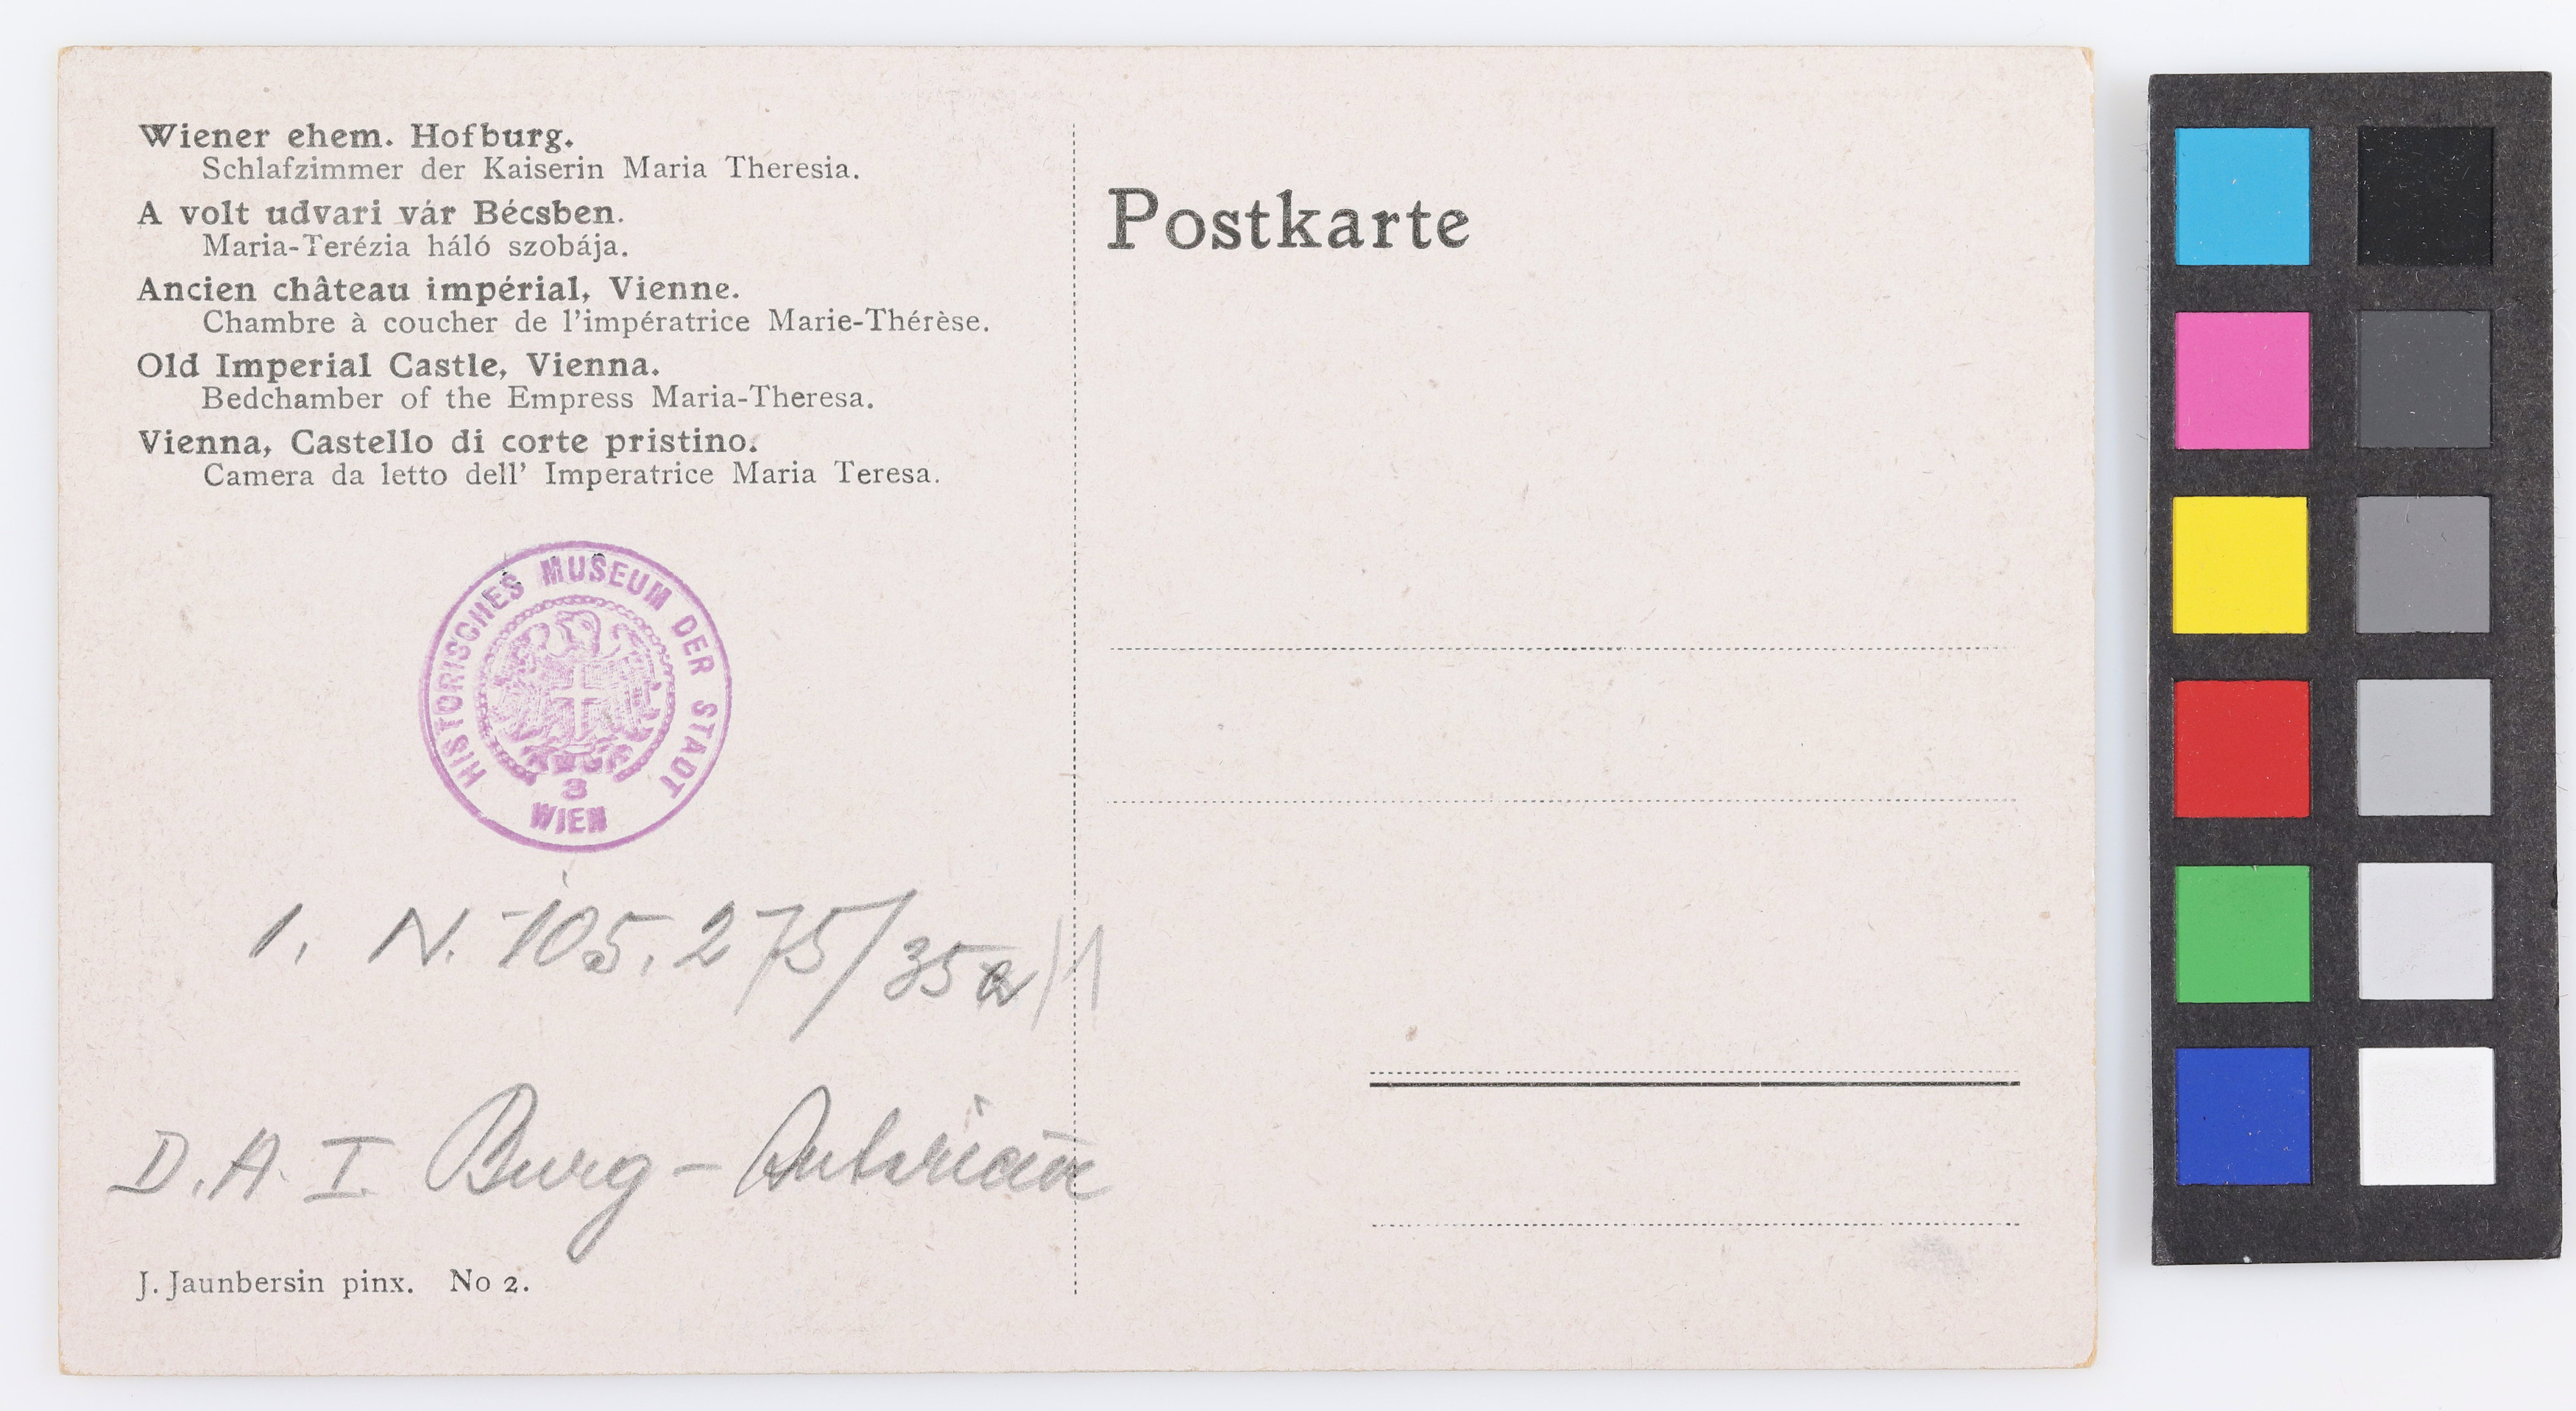 Wiener ehem. Hofburg.
Schlafzimmer der Kaiserin Maria Theresia.
A volt udvari vár Bécsben.
Maria-Terézia háló szobája.
Ancien château impérial, Vienne.
Chambre à coucher de l'impératrice Marie-Thérèse.
Old Imperial Castle, Vienna.
Bedchamber of the Empress Maria-Theresa.
Vienna, Castello di corte pristino.
Camera da letto dell' Imperatrice Maria Teresa.
HISTORISCHES MUSEUM DER STADT
3
WIEN
1. N. 105.275/35a/1
D.A. I Burg -
J. Jaunbersin pinx. No 2.
Postkarte